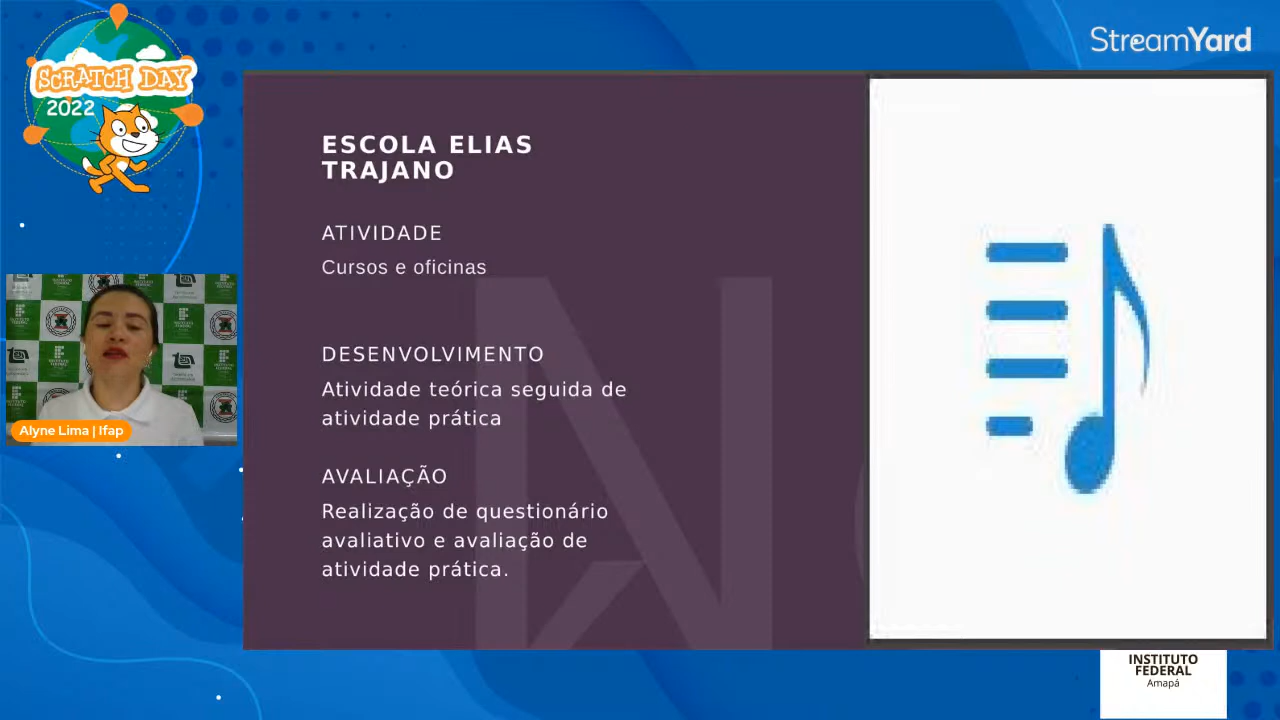 SCRATCH DAY
2022
StreamYard
ESCOLA ELIAS
TRAJANO
ATIVIDADE
Cursos e oficinas
DESENVOLVIMENTO
Atividade teórica seguida de
atividade prática
AVALIAÇÃO
Realização de questionário
avaliativo e avaliação de
atividade prática.
Alyne Lima | Ifap
INSTITUTO
FEDERAL
Amapá